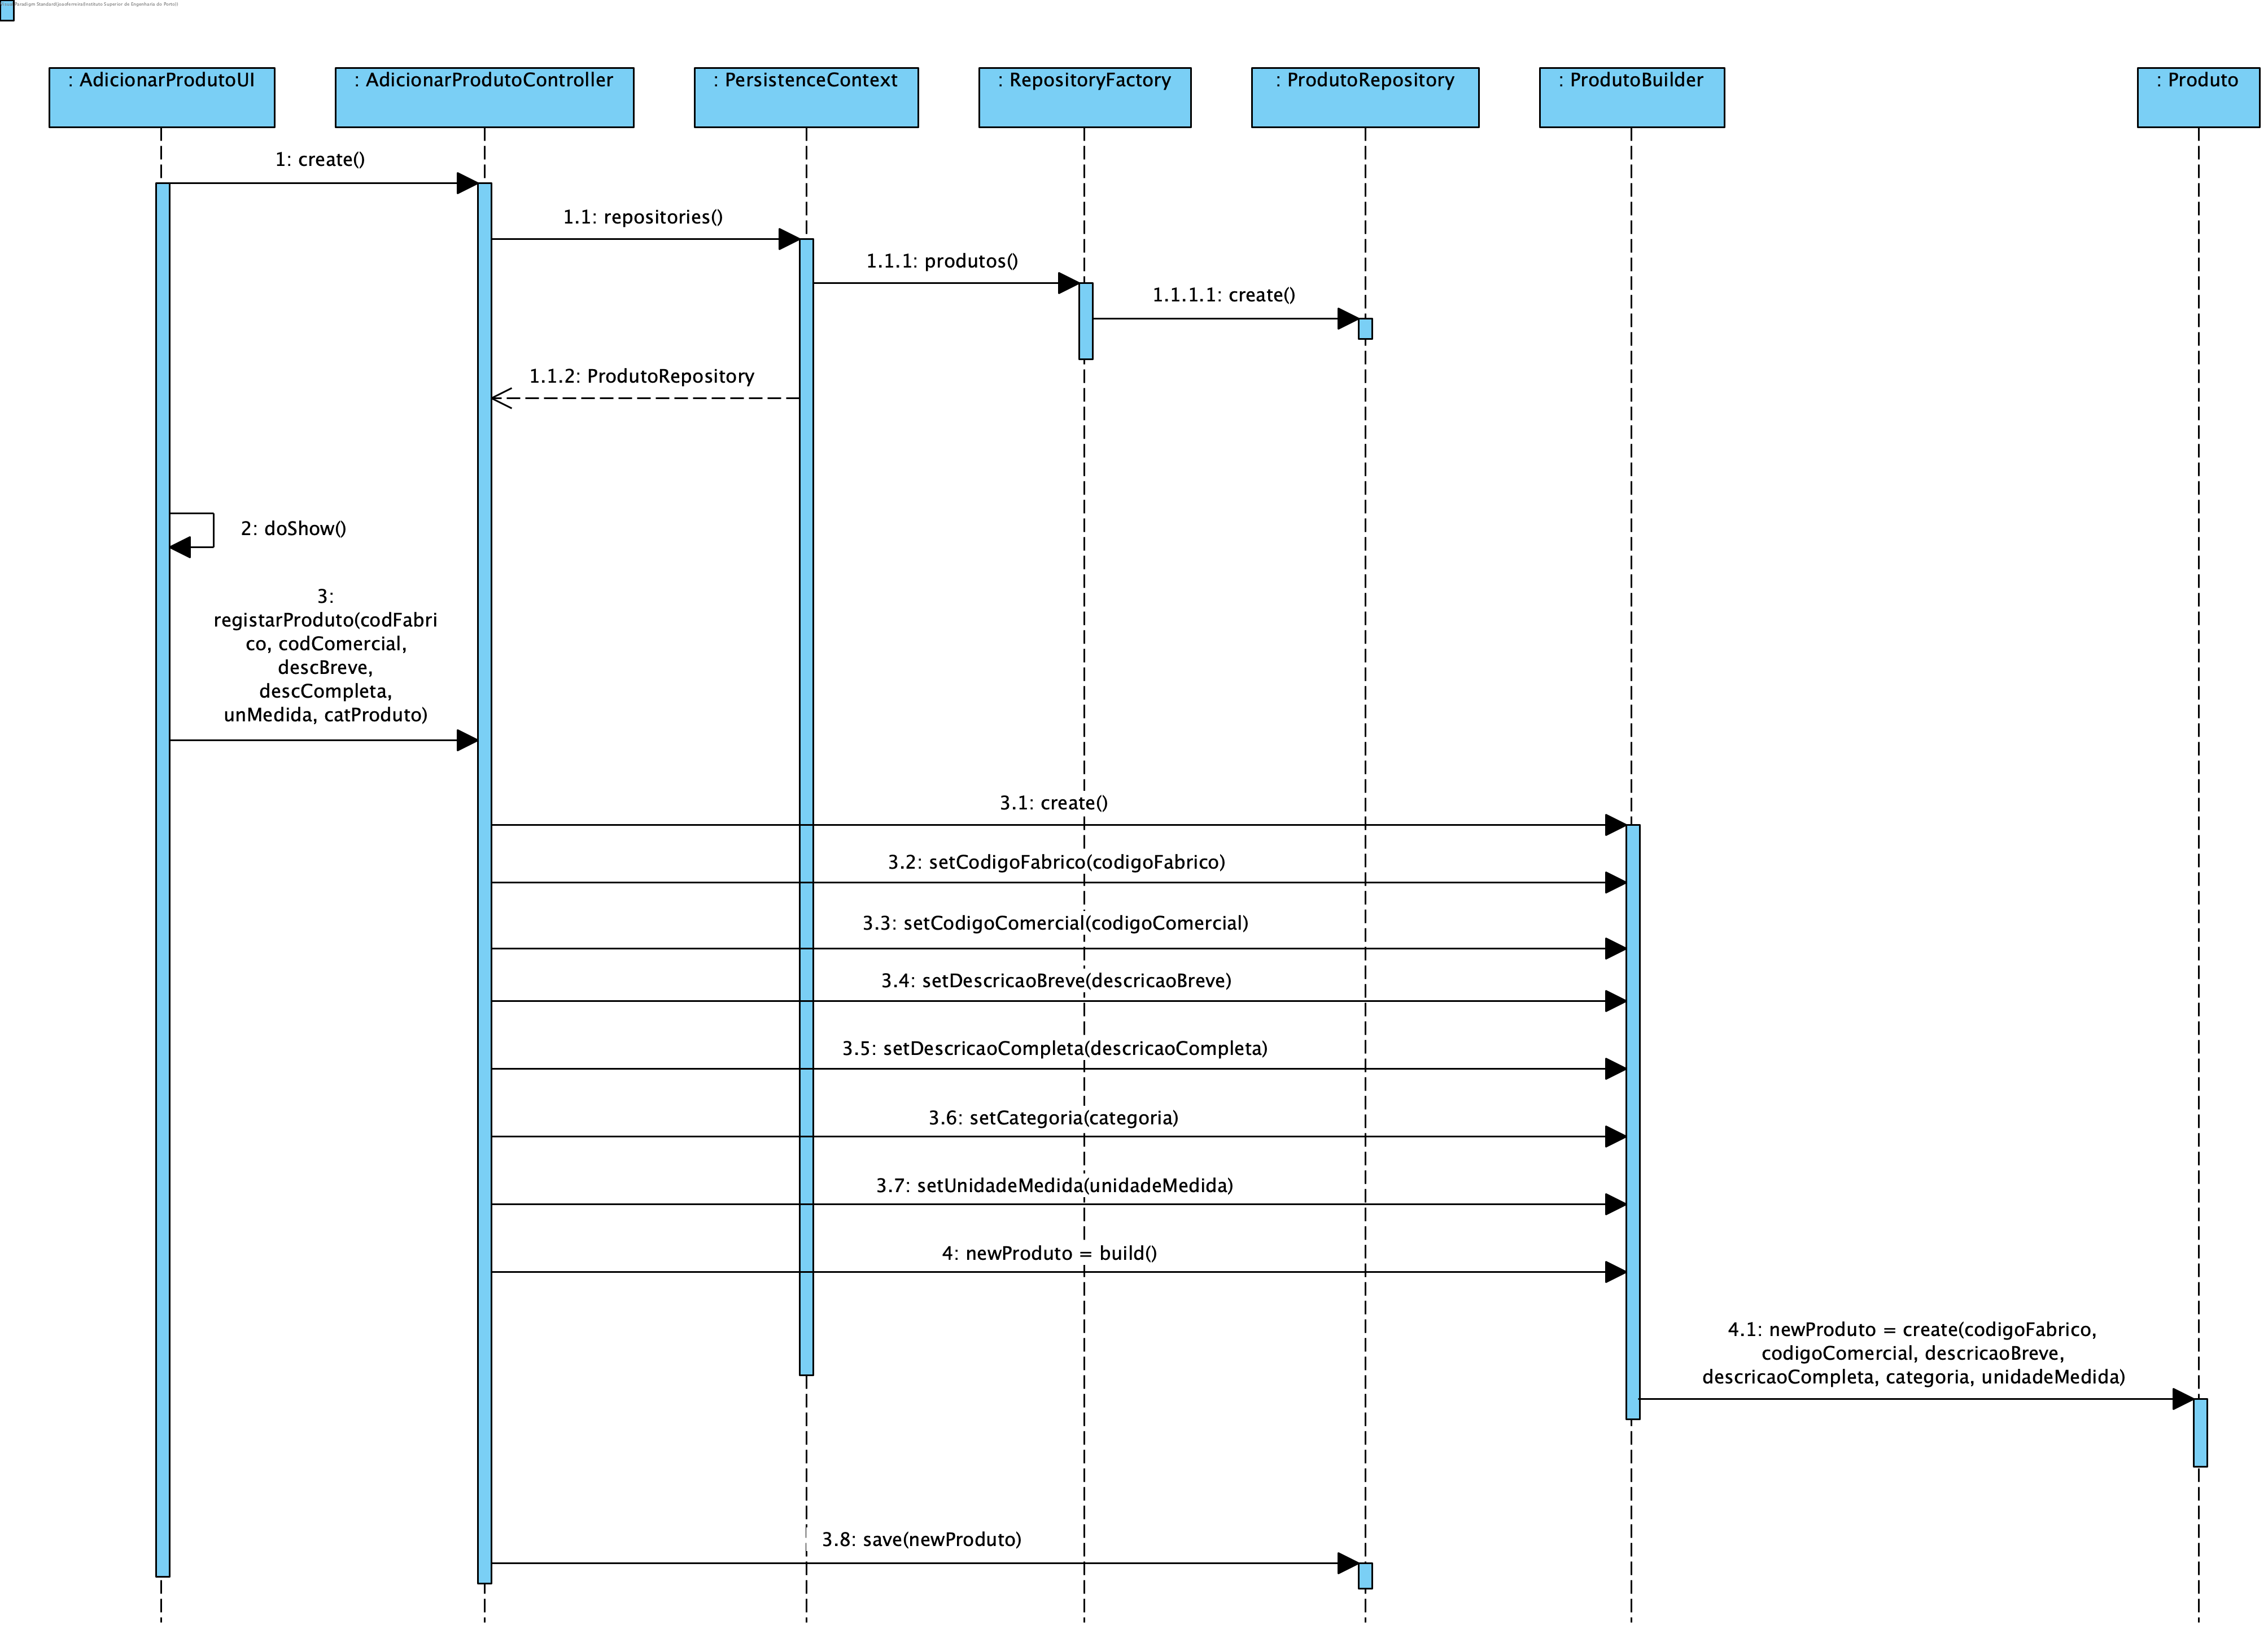 Visual Paradigm Standard(joaoferreira(Instituto Superior de Engenharia do Porto))
: AdicionarProdutoUI
: AdicionarProdutoController
: PersistenceContext
: RepositoryFactory
: ProdutoRepository
: ProdutoBuilder
: Produto
1: create()
1.1: repositories()
1.1.1: produtos()
1.1.1.1: create()
1.1.2: ProdutoRepository
2: doShow()
3:
registarProduto(codFabri
co, codComercial,
descBreve,
descCompleta,
unMedida, catProduto)
3.1: create()
3.2: setCodigoFabrico(codigoFabrico)
3.3: setCodigoComercial(codigoComercial)
3.4: setDescricaoBreve(descricaoBreve)
3.5: setDescricaoCompleta(descricaoCompleta)
3.6: setCategoria(categoria)
3.7: setUnidadeMedida(unidadeMedida)
4: newProduto = build()
4.1: newProduto = create(codigoFabrico,
codigoComercial, descricaoBreve,
descricaoCompleta, categoria, unidadeMedida)
3.8: save(newProduto)